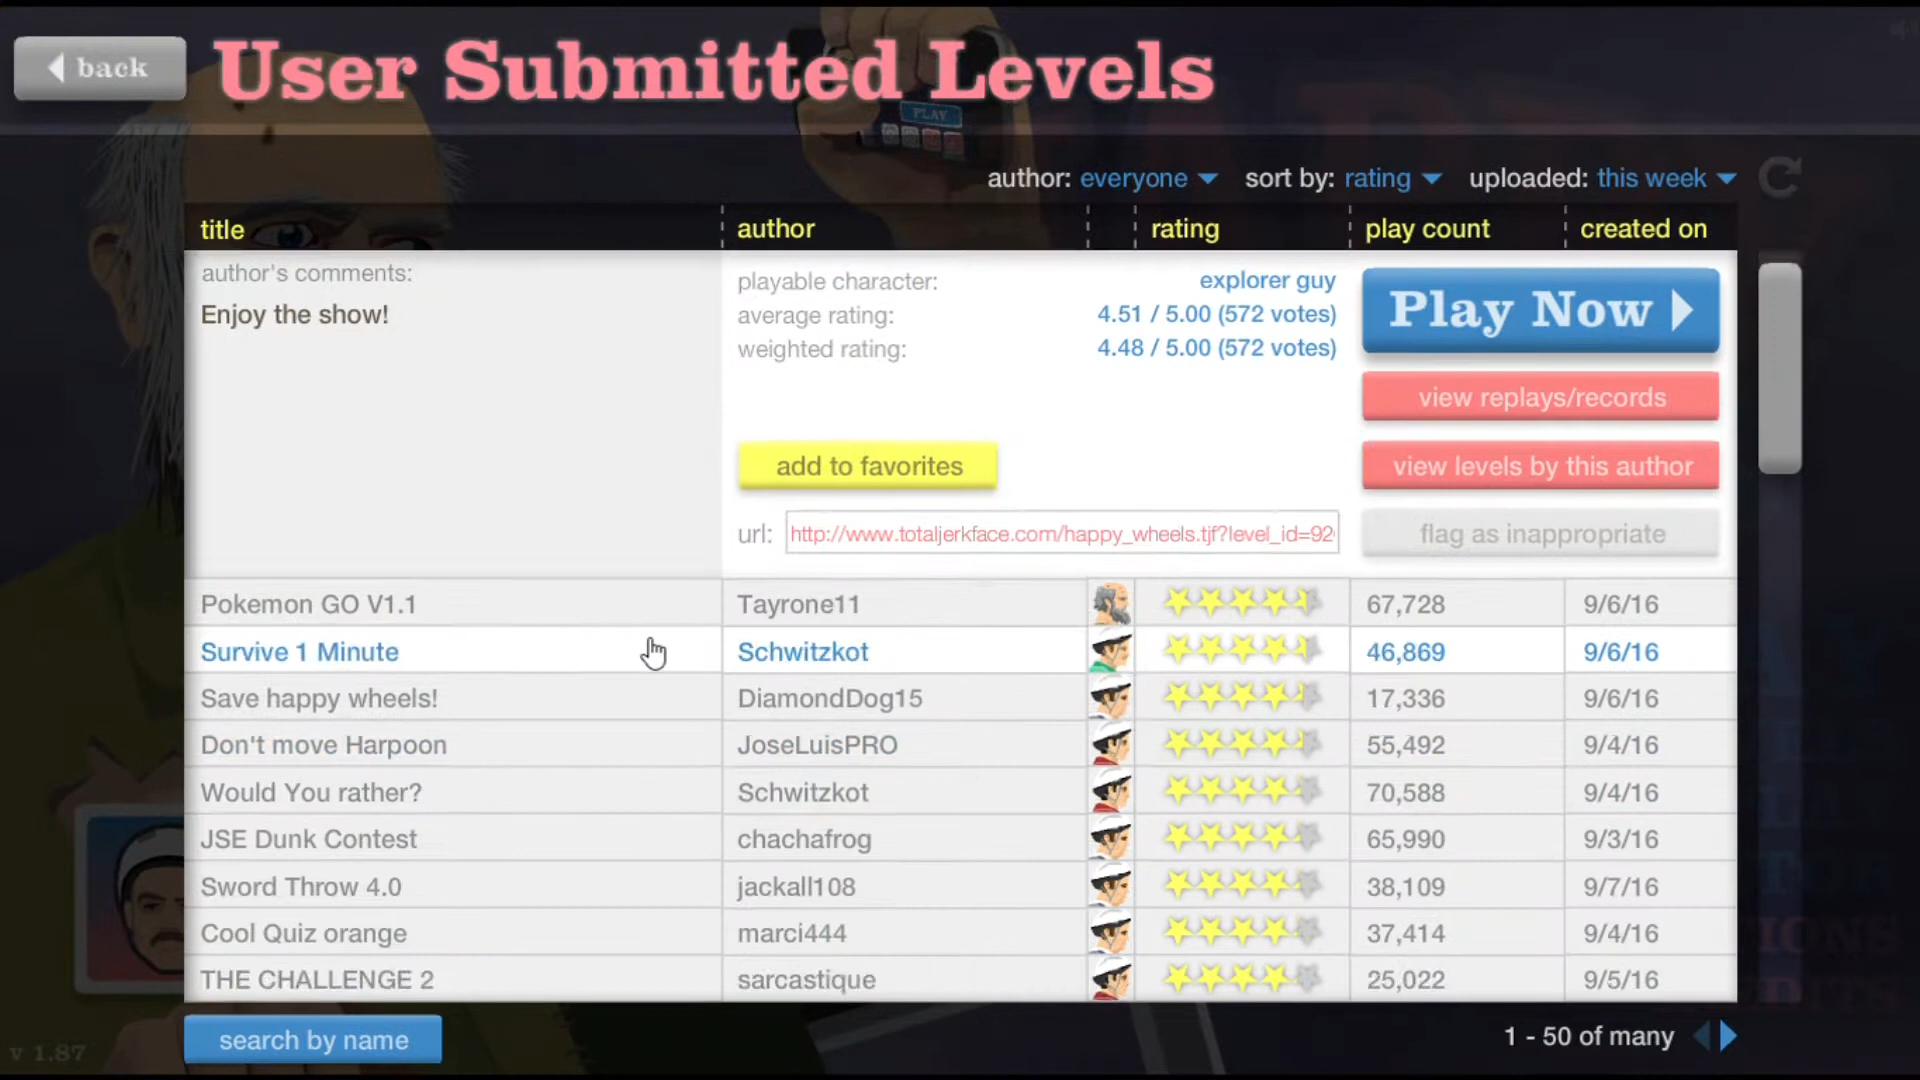 back
User Submitted Levels
PLAY
author: everyone sort by: rating uploaded: this week
title author rating play count created on
author's comments:
Enjoy the show!
playable character: explorer guy
average rating: 4.51 / 5.00 (572 votes)
weighted rating: 4.48 / 5.00 (572 votes)
Play Now
view replays/records
add to favorites
view levels by this author
url: http://www.totaljerkface.com/happy_wheels.tjf?level_id=92
flag as inappropriate
Pokemon GO V1.1 Tayrone11 67,728 9/6/16
Survive 1 Minute Schwitzkot 46,869 9/6/16
Save happy wheels! DiamondDog15 17,336 9/6/16
Don't move Harpoon JoseLuisPRO 55,492 9/4/16
Would You rather? Schwitzkot 70,588 9/4/16
JSE Dunk Contest chachafrog 65,990 9/3/16
Sword Throw 4.0 jackall108 38,109 9/7/16
Cool Quiz orange marci444 37,414 9/4/16
THE CHALLENGE 2 sarcastique 25,022 9/5/16
search by name
1 - 50 of many
v 1.87